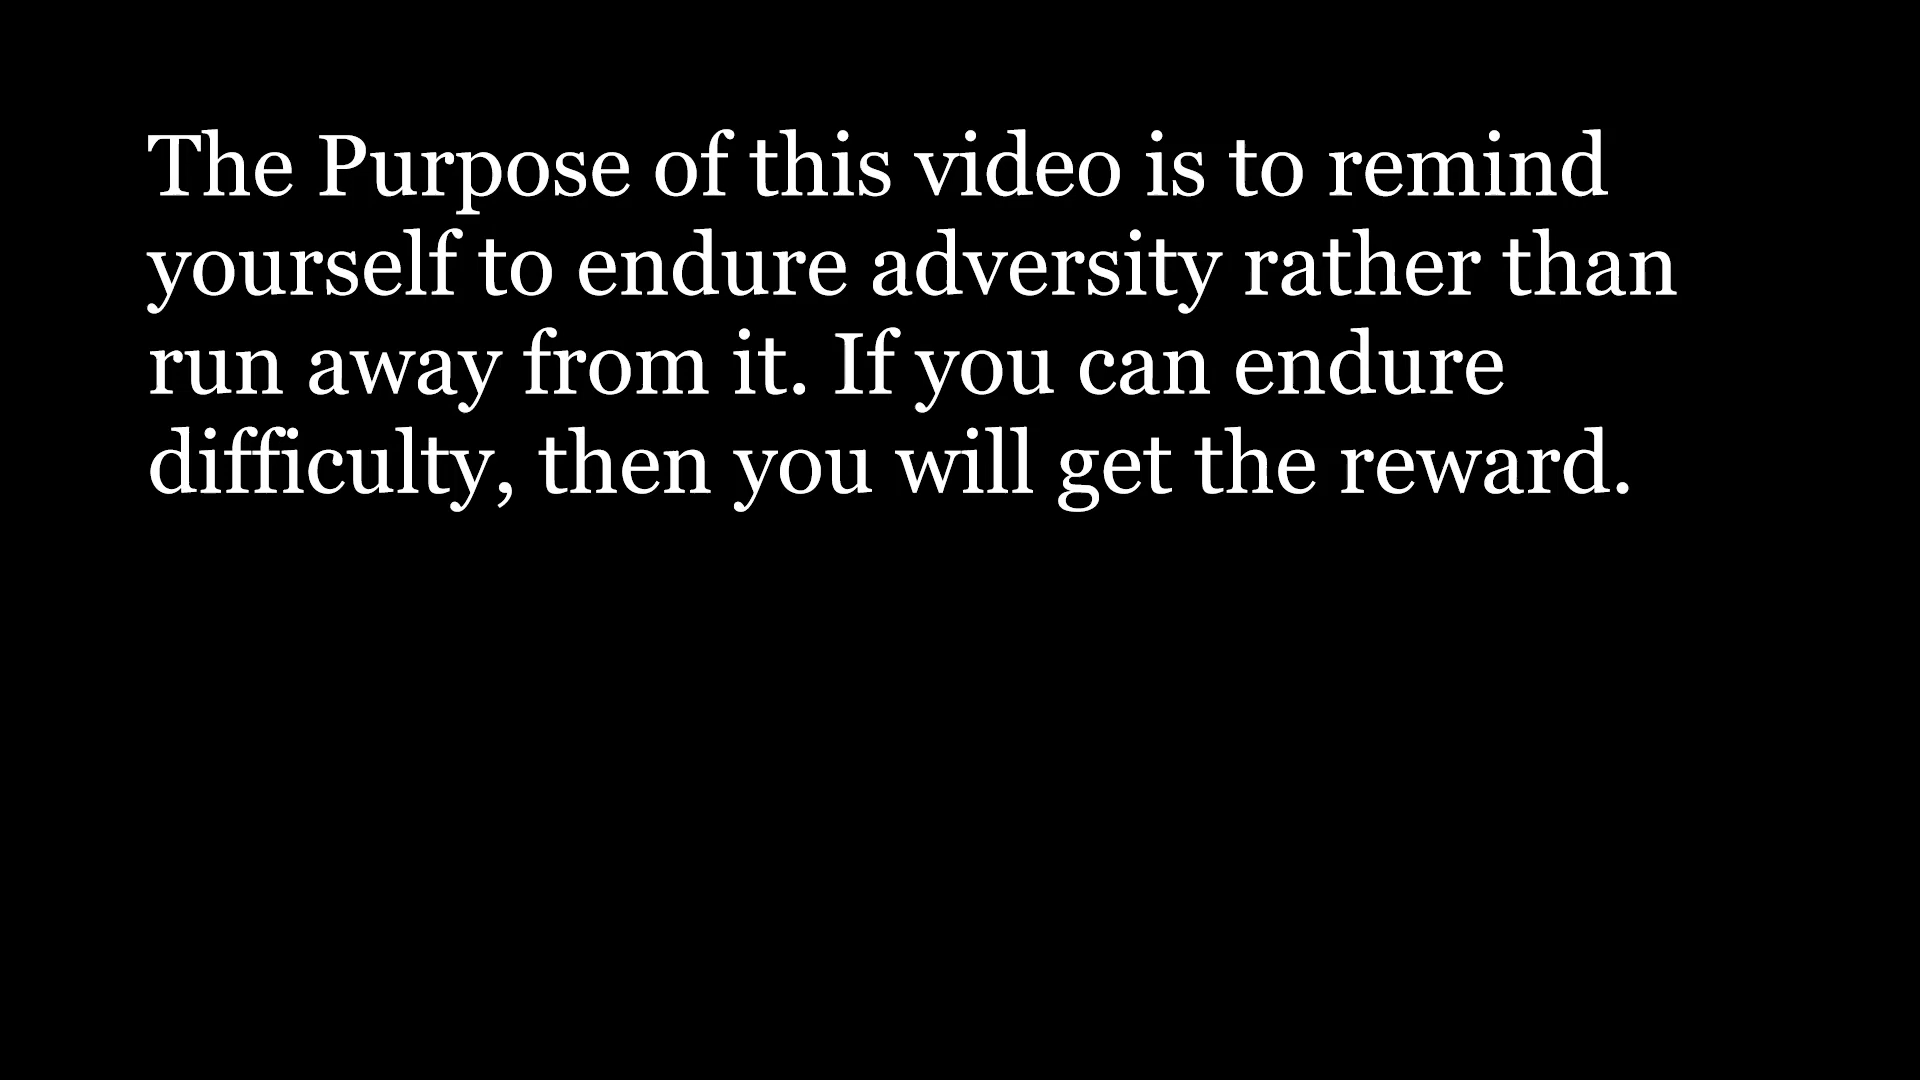 The Purpose of this video is to remind
yourself to endure adversity rather than
run away from it. If you can endure
difficulty, then you will get the reward.